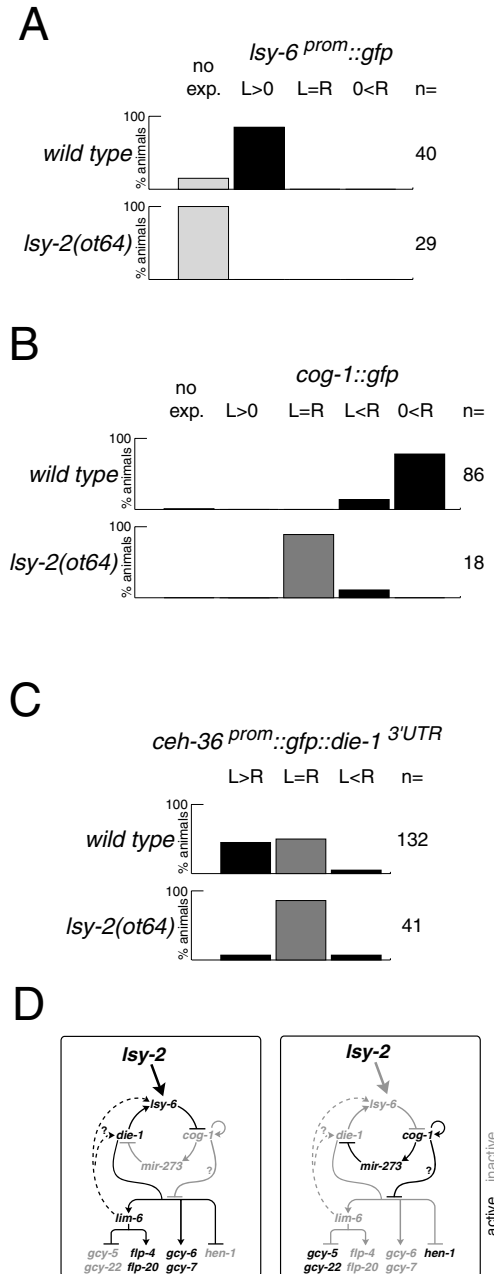 A
lsy-6 prom::gfp
no exp. L>0 L=R 0<R n=
100
% animals
wild type
40
100
% animals
lsy-2(ot64)
29
B
cog-1::gfp
no exp. L>0 L=R L<R 0<R n=
100
% animals
wild type
86
100
% animals
lsy-2(ot64)
18
C
ceh-36 prom::gfp::die-1 3'UTR
L>R L=R L<R n=
100
% animals
wild type
132
100
% animals
lsy-2(ot64)
41
D
lsy-2
lsy-6
?
die-1
cog-1
mir-273
?
lim-6
gcy-5 flp-4 gcy-6 hen-1
gcy-22 flp-20 gcy-7
lsy-2
lsy-6
?
die-1
cog-1
mir-273
?
lim-6
gcy-5 flp-4 gcy-6 hen-1
gcy-22 flp-20 gcy-7
active inactive